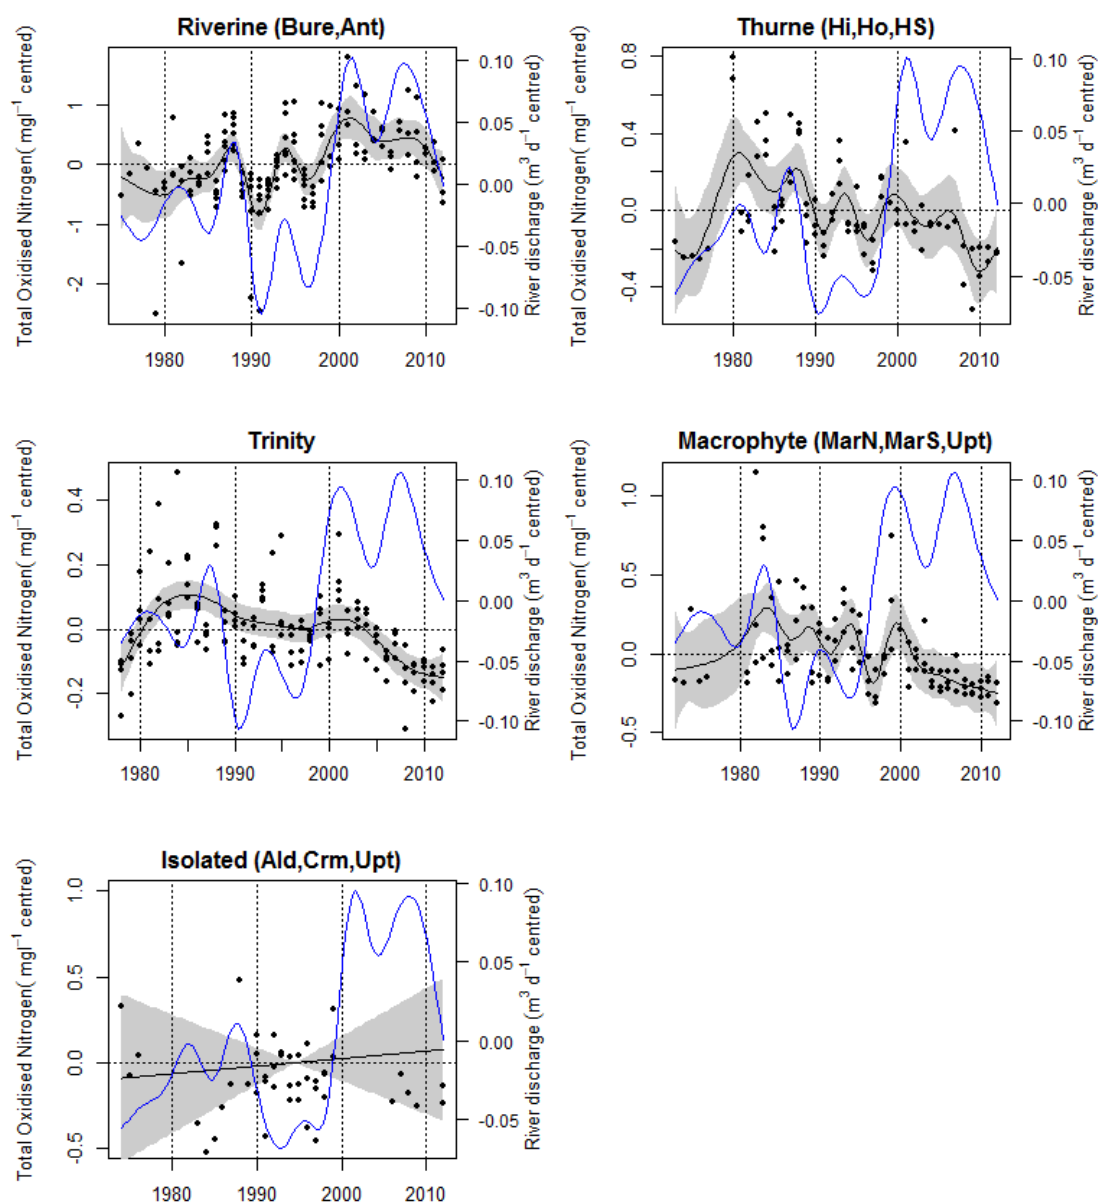 Riverine (Bure,Ant)
Total Oxidised Nitrogen( mgl⁻¹ centred)
1
0
-1
-2
1980 1990 2000 2010
0.10
0.05
0.00
-0.05
-0.10
River discharge (m³ d⁻¹ centred)
Thurne (Hi,Ho,HS)
Total Oxidised Nitrogen( mgl⁻¹ centred)
0.8
0.4
0.0
-0.4
1980 1990 2000 2010
0.10
0.05
0.00
-0.05
River discharge (m³ d⁻¹ centred)
Trinity
Total Oxidised Nitrogen( mgl⁻¹ centred)
0.4
0.2
0.0
-0.2
1980 1990 2000 2010
0.10
0.05
0.00
-0.05
-0.10
River discharge (m³ d⁻¹ centred)
Macrophyte (MarN,MarS,Upt)
Total Oxidised Nitrogen( mgl⁻¹ centred)
1.0
0.5
0.0
-0.5
1980 1990 2000 2010
0.10
0.05
0.00
-0.05
-0.10
River discharge (m³ d⁻¹ centred)
Isolated (Ald,Crm,Upt)
Total Oxidised Nitrogen( mgl⁻¹ centred)
1.0
0.5
0.0
-0.5
1980 1990 2000 2010
0.10
0.05
0.00
-0.05
River discharge (m³ d⁻¹ centred)